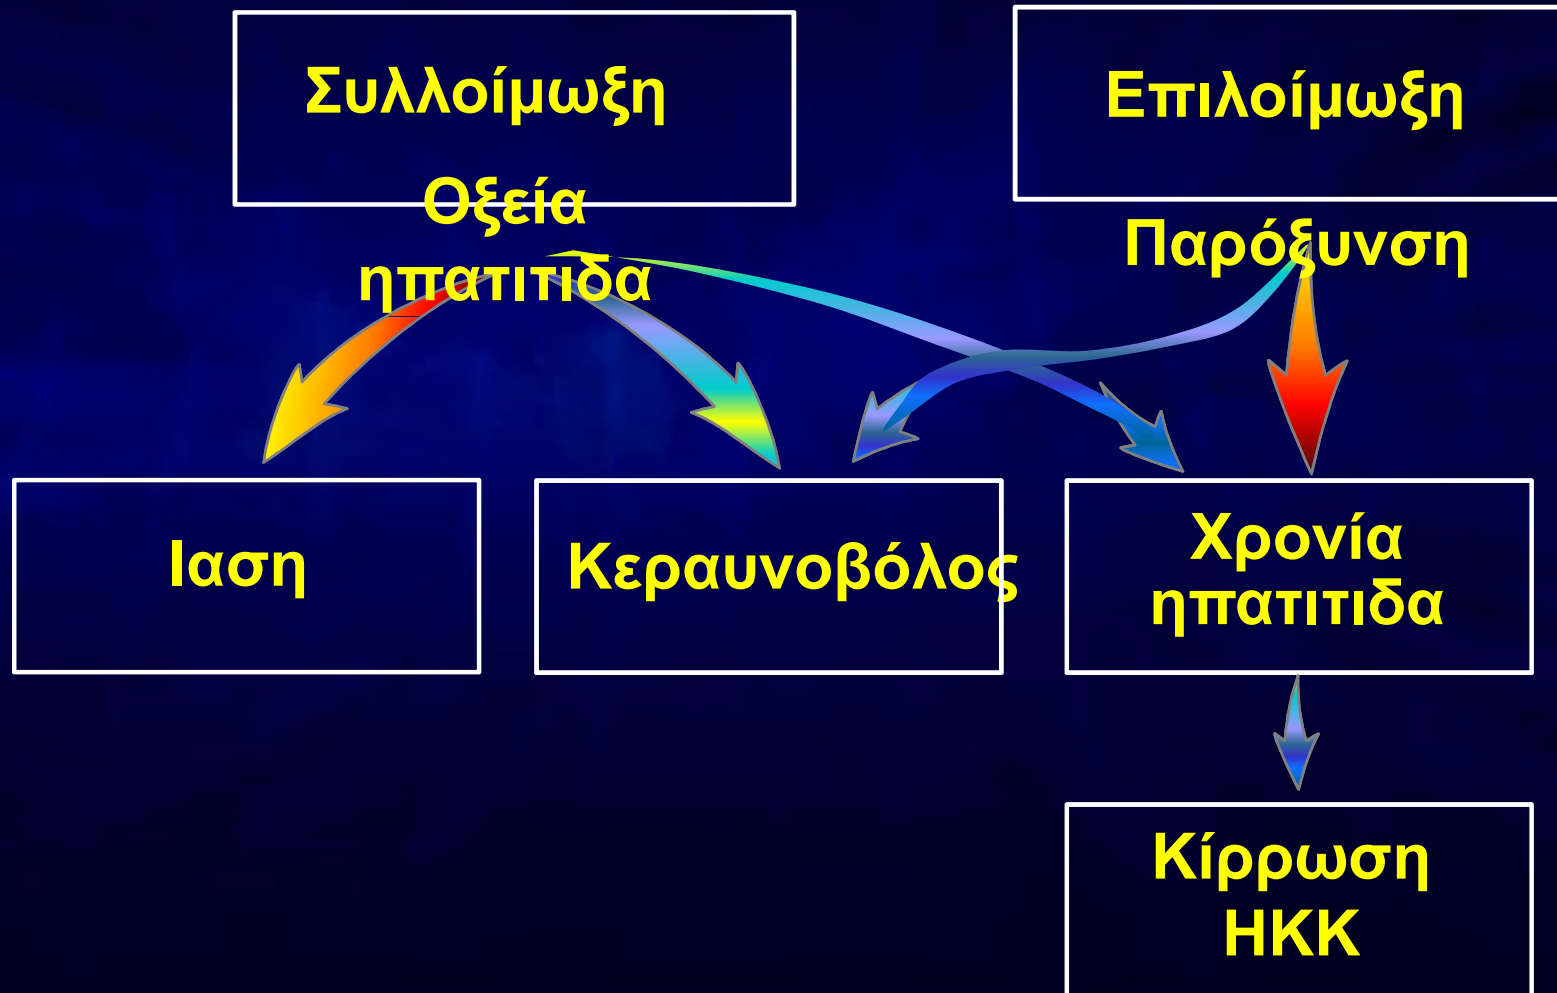 Συλλοίμωξη
Οξεία
ηπατιτιδα
Επιλοίμωξη
Παρόξυνση
Ιαση
Κεραυνοβόλος
Χρονία
ηπατιτιδα
Κίρρωση
ΗΚΚ